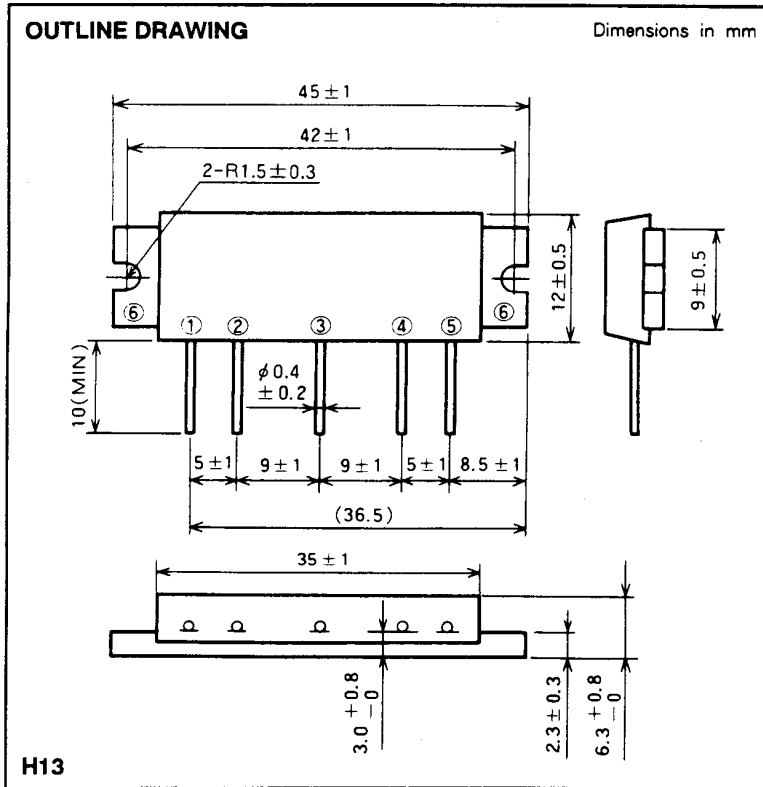 OUTLINE DRAWING
Dimensions in mm
45±1
42±1
2-R1.5±0.3
12±0.5
9±0.5
⑥
⑥
① ② ③ ④ ⑤
10(MIN)
φ0.4
±0.2
5±1
9±1
9±1
5±1
8.5±1
(36.5)
35±1
3.0 +0.8 −0
2.3±0.3
6.3 +0.8 −0
H13